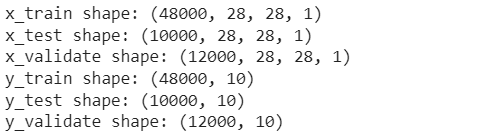 x_train shape: (48000, 28, 28, 1)
x_test shape: (10000, 28, 28, 1)
x_validate shape: (12000, 28, 28, 1)
y_train shape: (48000, 10)
y_test shape: (10000, 10)
y_validate shape: (12000, 10)